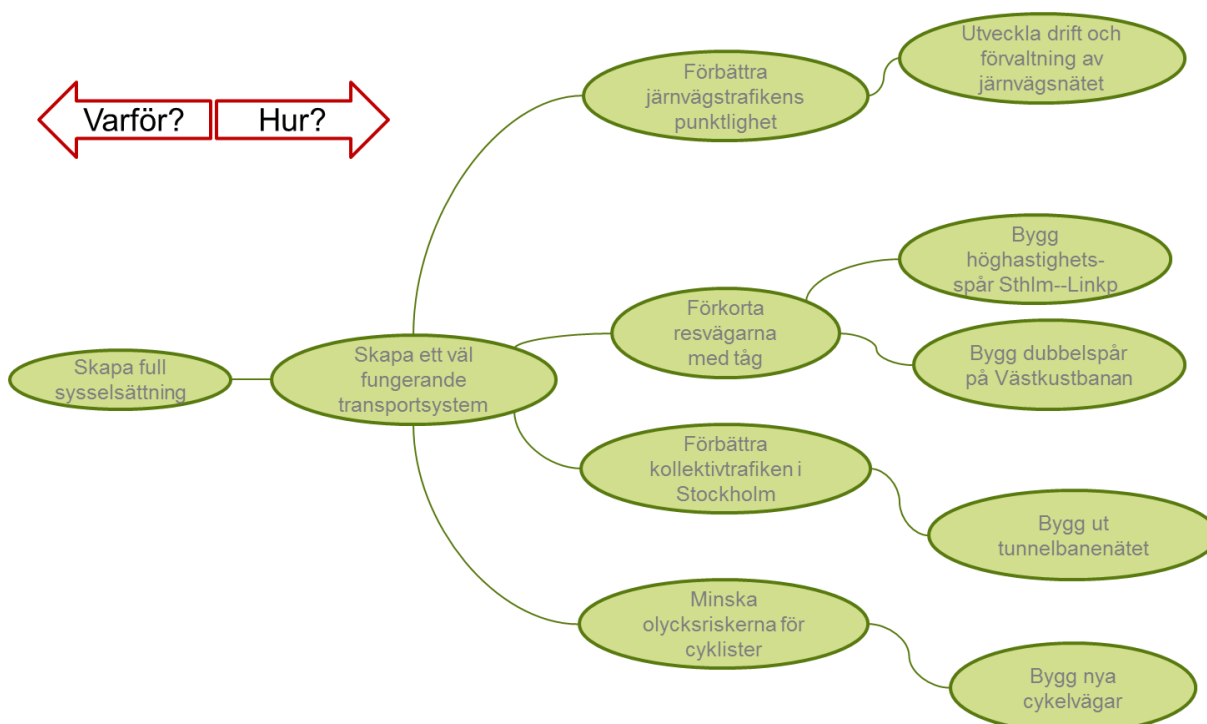 Varför?
Hur?
Skapa full
sysselsättning
Skapa ett väl
fungerande
transportsystem
Förbättra
järnvägstrafikens
punktlighet
Utveckla drift och
förvaltning av
järnvägsnätet
Förkorta
resvägarna
med tåg
Bygg
höghastighets-
spår Sthlm--Linkp
Bygg dubbelspår
på Västkustbanan
Förbättra
kollektivtrafiken i
Stockholm
Bygg ut
tunnelbanenätet
Minska
olycksriskerna för
cyklister
Bygg nya
cykelvägar